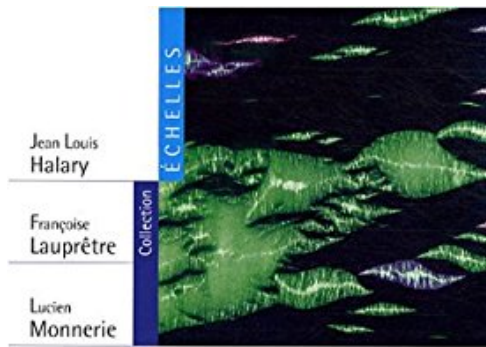 ÉCHELLES
Collection
Jean Louis
Halary
Françoise
Lauprêtre
Lucien
Monnerie